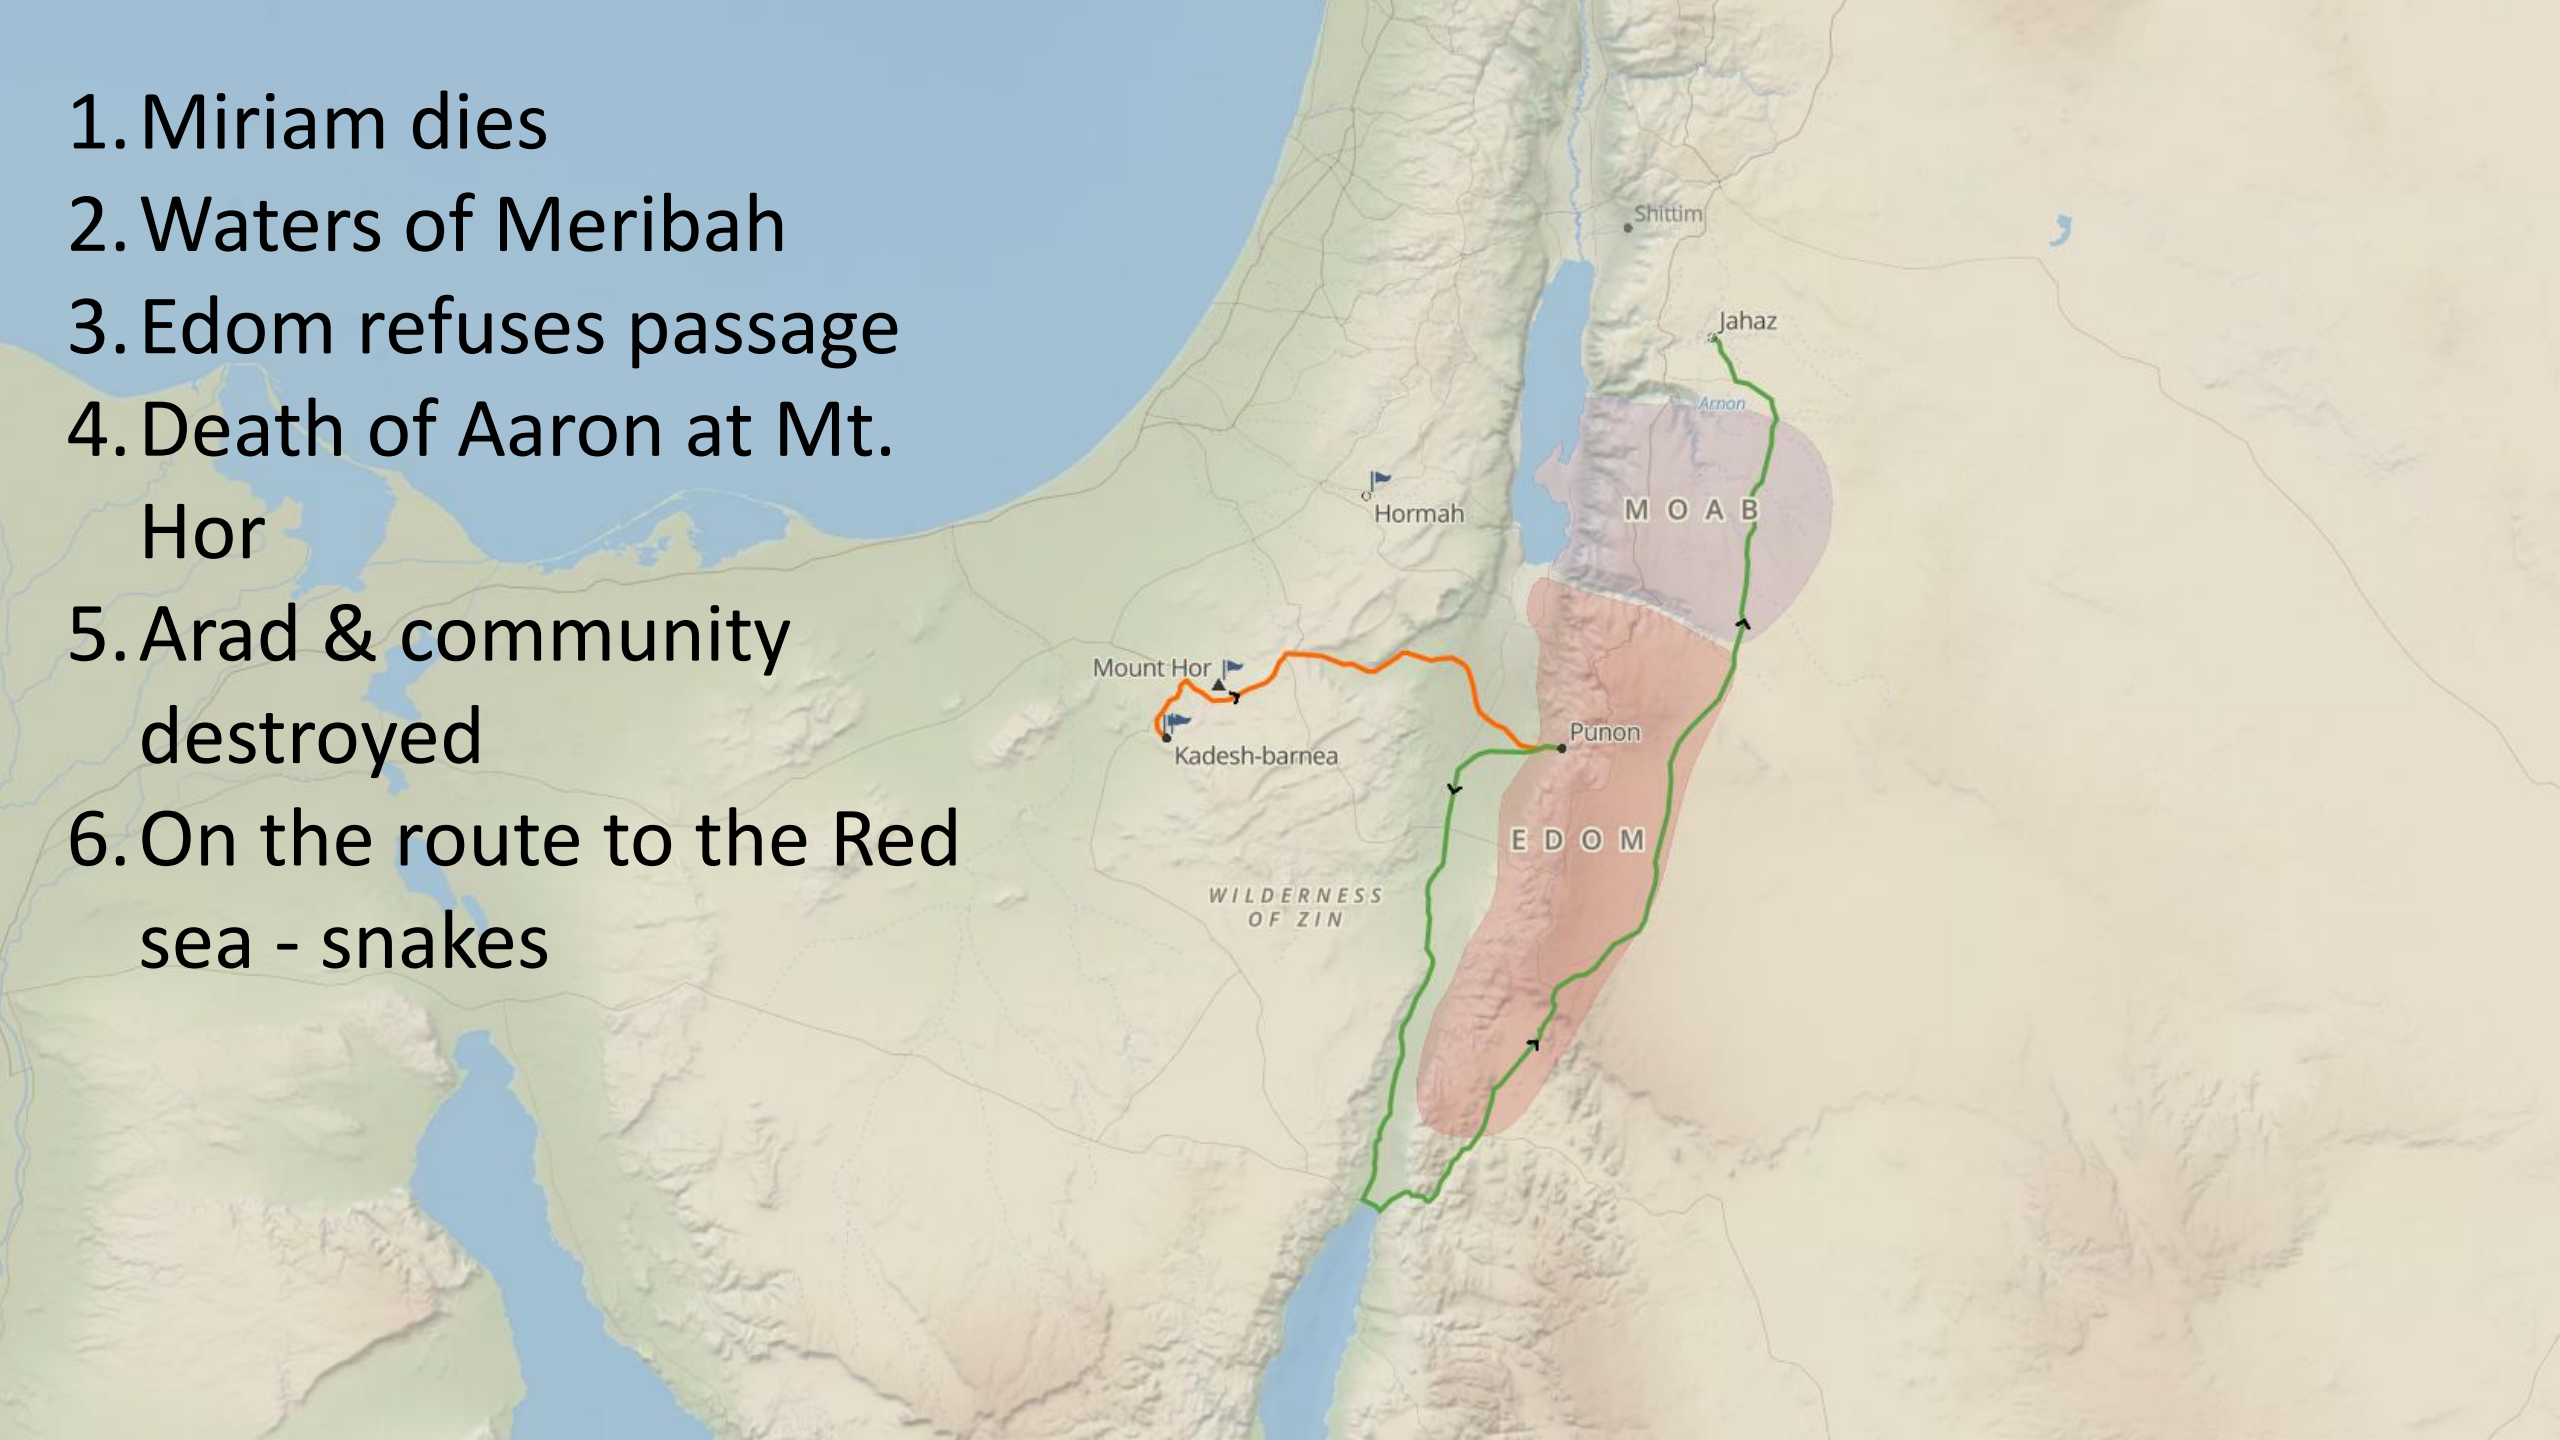 1. Miriam dies
2. Waters of Meribah
3. Edom refuses passage
4. Death of Aaron at Mt.
Hor
5. Arad & community
destroyed
6. On the route to the Red
sea - snakes
Shittim
Jahaz
Arnon
Hormah
MOAB
Mount Hor
Kadesh-barnea
Punon
EDOM
WILDERNESS
OF ZIN